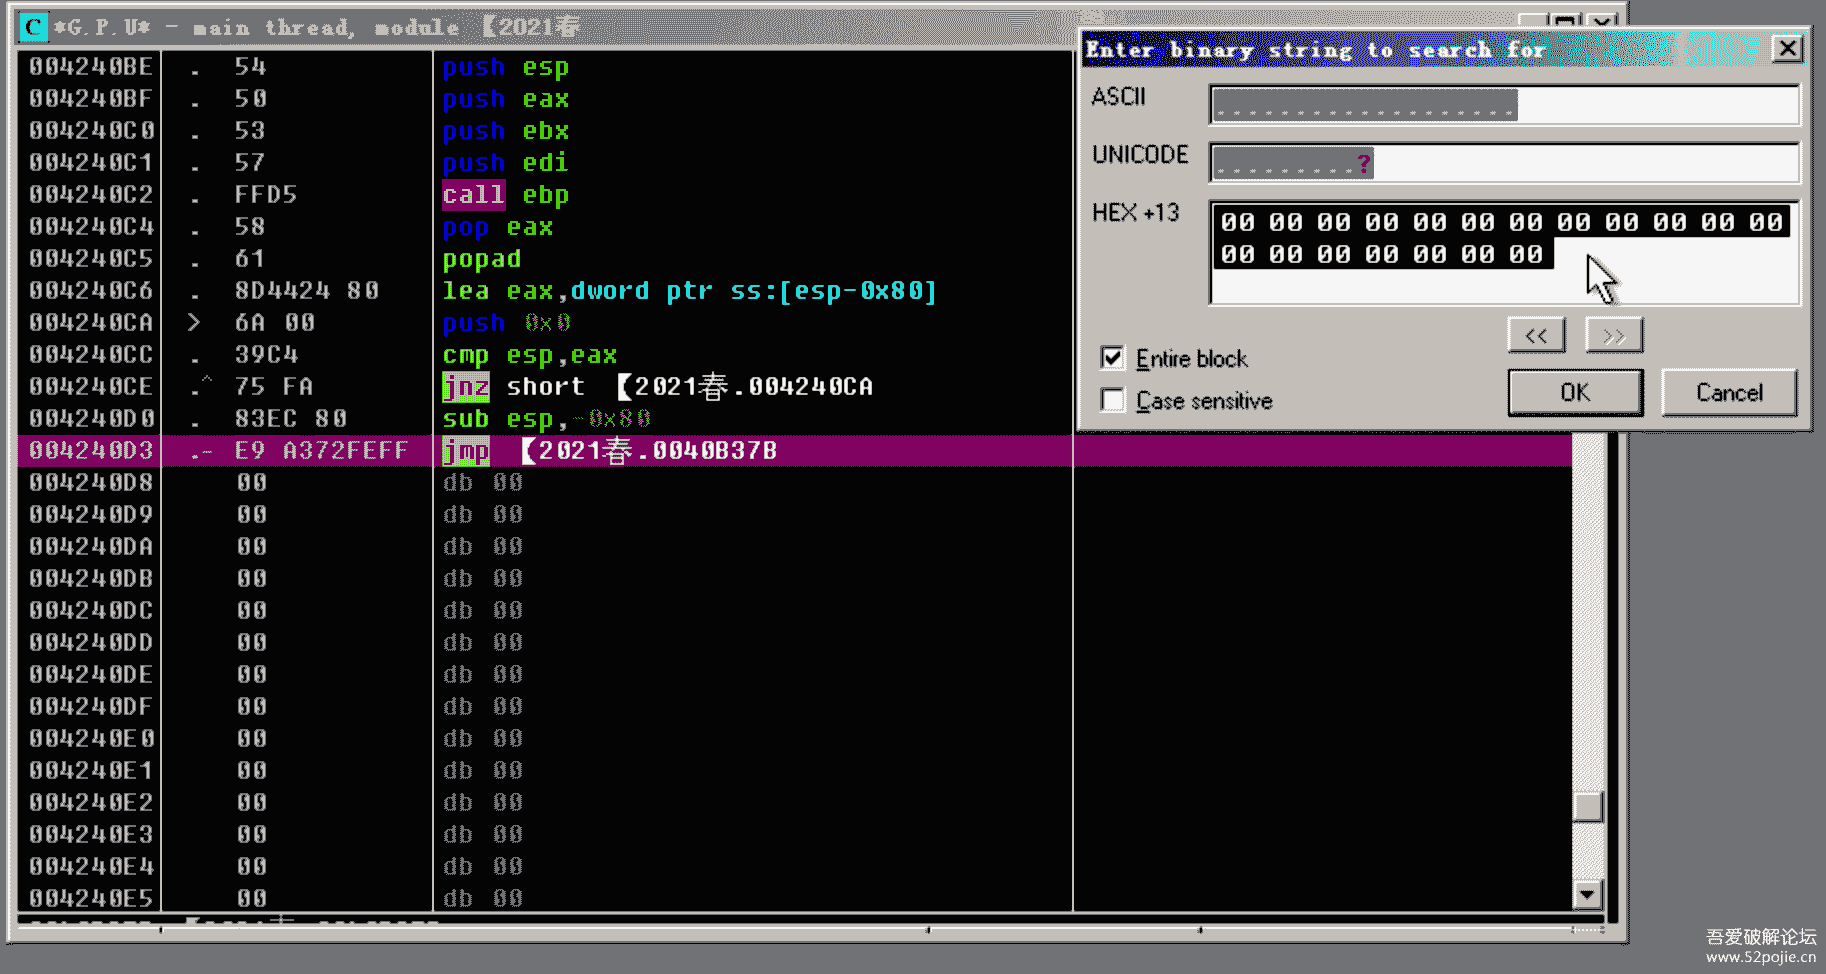 C *G.P.U* - main thread, module 【2021春
004240BE . 54 push esp
004240BF . 50 push eax
004240C0 . 53 push ebx
004240C1 . 57 push edi
004240C2 . FFD5 call ebp
004240C4 . 58 pop eax
004240C5 . 61 popad
004240C6 . 8D4424 80 lea eax,dword ptr ss:[esp-0x80]
004240CA > 6A 00 push 0x0
004240CC . 39C4 cmp esp,eax
004240CE .^ 75 FA jnz short 【2021春.004240CA
004240D0 . 83EC 80 sub esp,-0x80
004240D3 .- E9 A372FEFF jmp 【2021春.0040B37B
004240D8 00 db 00
004240D9 00 db 00
004240DA 00 db 00
004240DB 00 db 00
004240DC 00 db 00
004240DD 00 db 00
004240DE 00 db 00
004240DF 00 db 00
004240E0 00 db 00
004240E1 00 db 00
004240E2 00 db 00
004240E3 00 db 00
004240E4 00 db 00
004240E5 00 db 00
Enter binary string to search for
ASCII ...................
UNICODE .........?
HEX +13 00 00 00 00 00 00 00 00 00 00 00 00
00 00 00 00 00 00 00
<< >>
Entire block
Case sensitive
OK Cancel
吾爱破解论坛
www.52pojie.cn